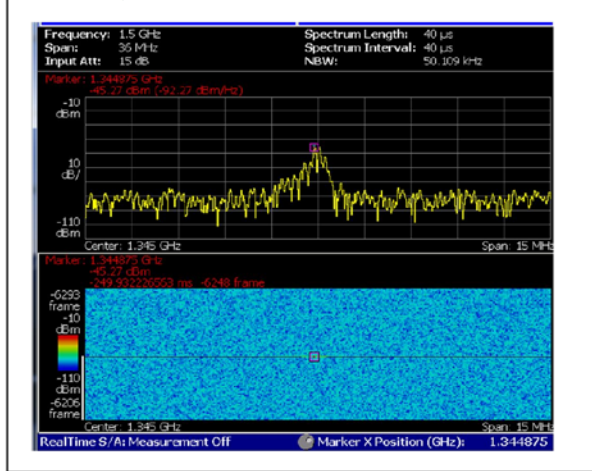 Frequency: 1.5 GHz Spectrum Length: 40 µs
Span: 36 MHz Spectrum Interval: 40 µs
Input Att: 15 dB NBW: 50.109 kHz
Marker: 1.344875 GHz
-45.27 dBm (-92.27 dBm/Hz)
-10
dBm
10
dB/
-110
dBm
Center: 1.345 GHz Span: 15 MHz
Marker: 1.344875 GHz
-45.27 dBm
-249.932226553 ms -6248 frame
-6293
frame
-10
dBm
-110
dBm
-6206
frame
Center: 1.345 GHz Span: 15 MHz
RealTime S/A: Measurement Off Marker X Position (GHz): 1.344875